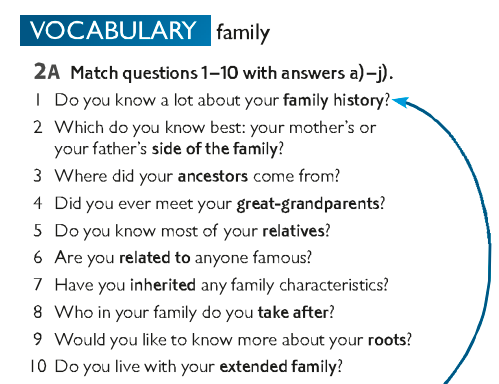 VOCABULARY family
2A Match questions 1–10 with answers a)–j).
1 Do you know a lot about your family history?
2 Which do you know best: your mother's or
your father's side of the family?
3 Where did your ancestors come from?
4 Did you ever meet your great-grandparents?
5 Do you know most of your relatives?
6 Are you related to anyone famous?
7 Have you inherited any family characteristics?
8 Who in your family do you take after?
9 Would you like to know more about your roots?
10 Do you live with your extended family?